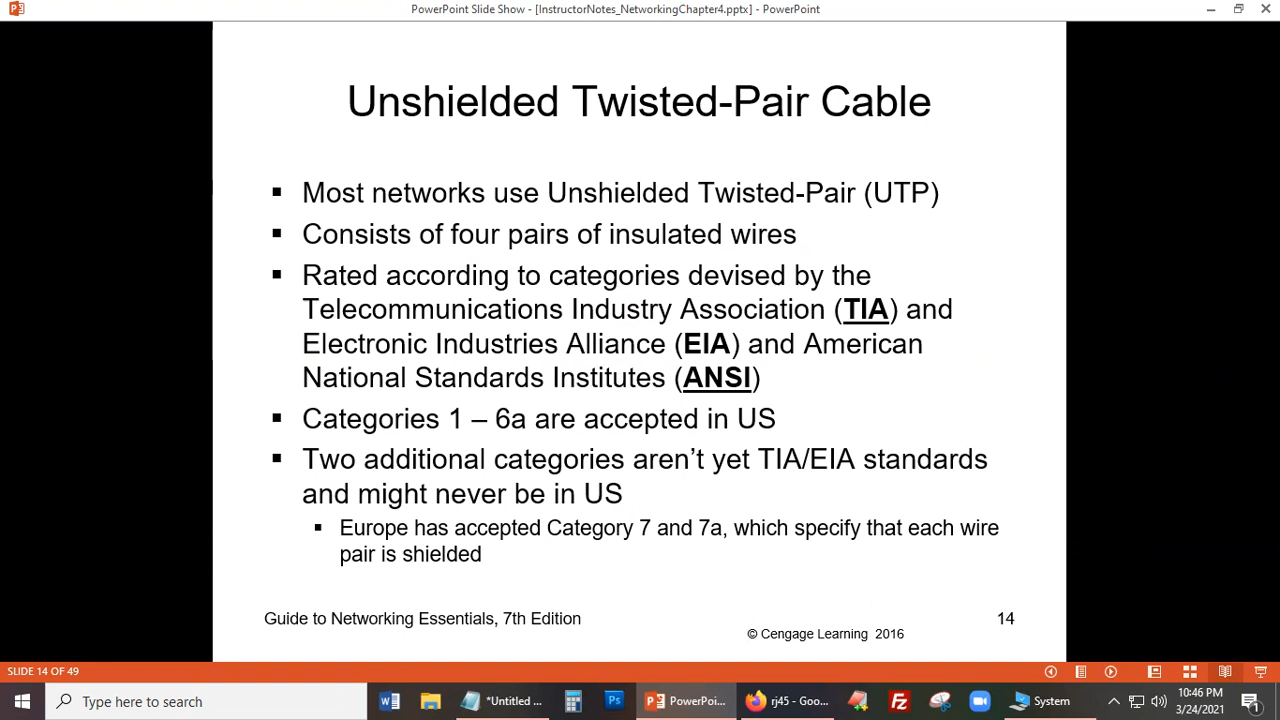 PowerPoint Slide Show - [InstructorNotes_NetworkingChapter4.pptx] - PowerPoint
Unshielded Twisted-Pair Cable
▪ Most networks use Unshielded Twisted-Pair (UTP)
▪ Consists of four pairs of insulated wires
▪ Rated according to categories devised by the
Telecommunications Industry Association (TIA) and
Electronic Industries Alliance (EIA) and American
National Standards Institutes (ANSI)
▪ Categories 1 – 6a are accepted in US
▪ Two additional categories aren’t yet TIA/EIA standards
and might never be in US
▪ Europe has accepted Category 7 and 7a, which specify that each wire
pair is shielded
Guide to Networking Essentials, 7th Edition
14
© Cengage Learning 2016
SLIDE 14 OF 49
Type here to search
*Untitled ...
Ps
PowerPoi...
rj45 - Goo...
Fz
System
10:46 PM
3/24/2021
1